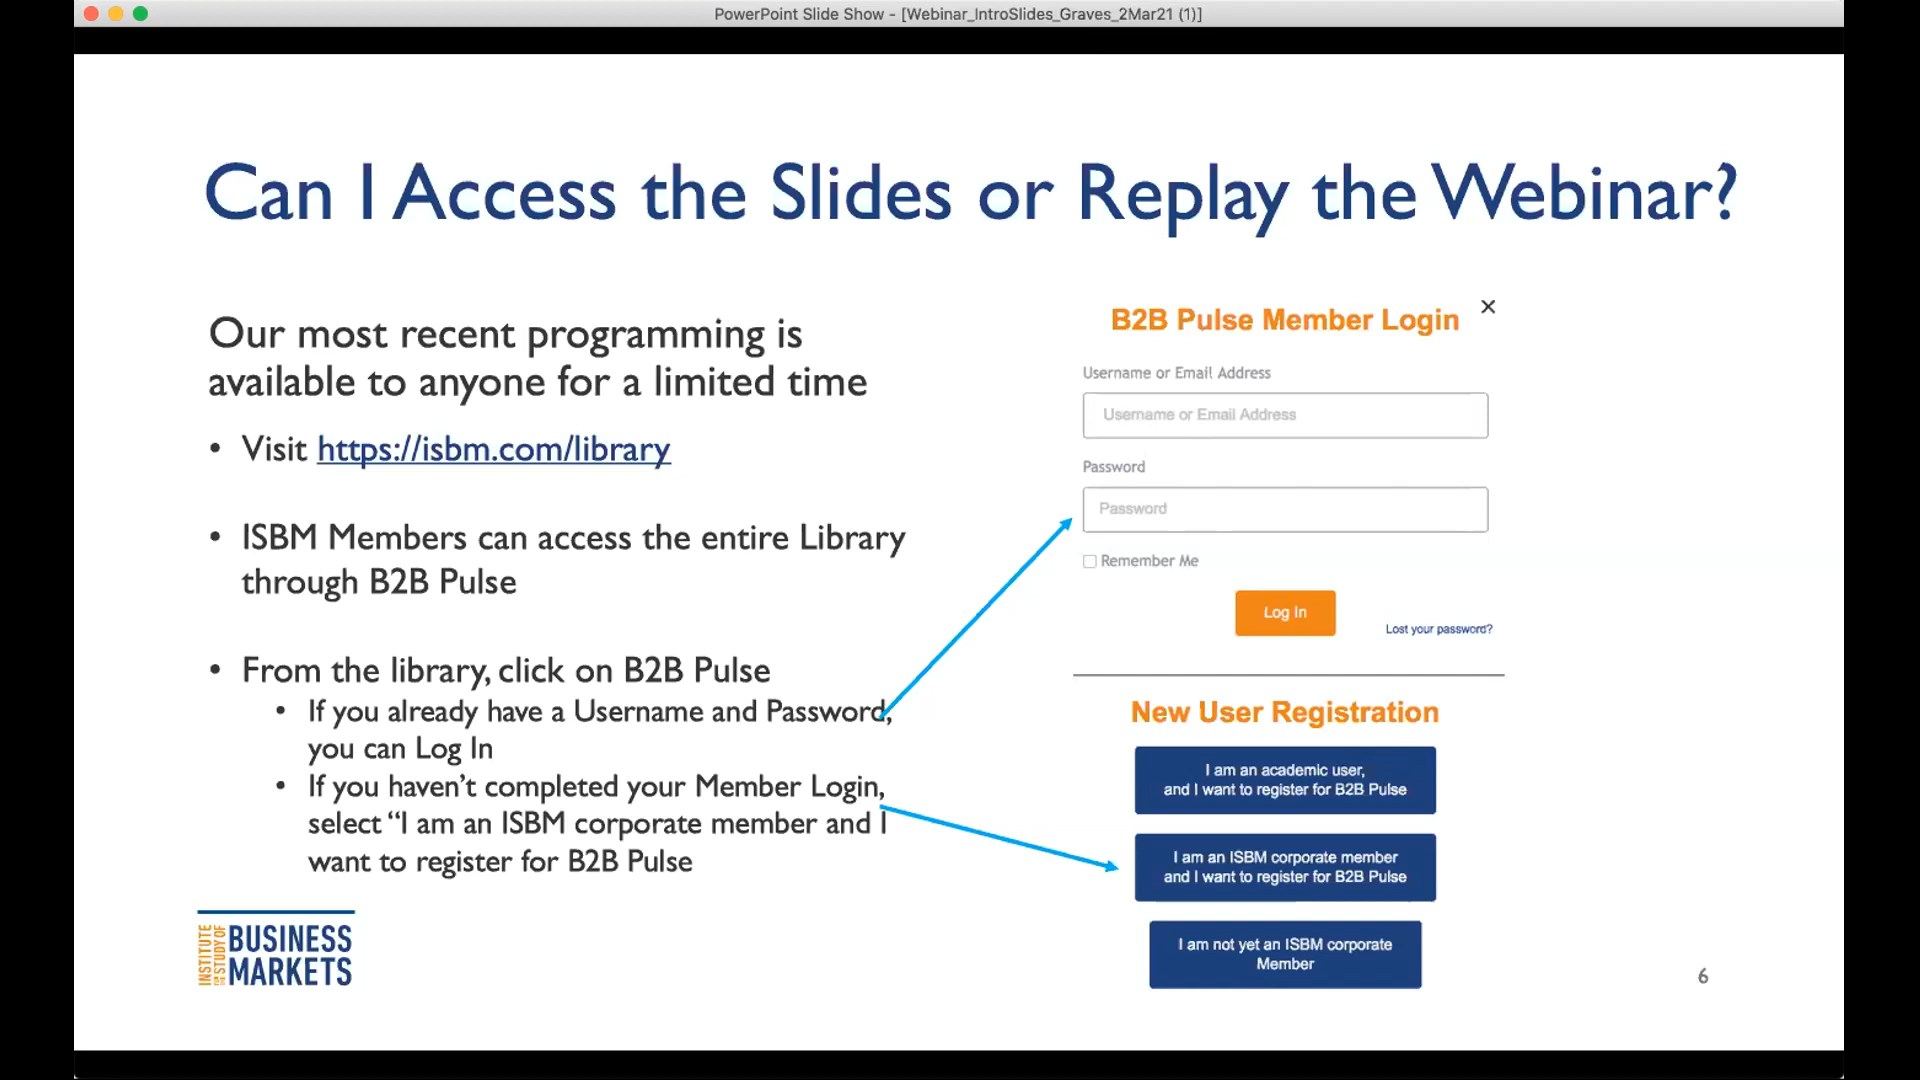 PowerPoint Slide Show - [Webinar_IntroSlides_Graves_2Mar21 (1)]
Can I Access the Slides or Replay the Webinar?
Our most recent programming is
available to anyone for a limited time
• Visit https://isbm.com/library
• ISBM Members can access the entire Library
through B2B Pulse
• From the library, click on B2B Pulse
• If you already have a Username and Password,
you can Log In
• If you haven't completed your Member Login,
select “I am an ISBM corporate member and I
want to register for B2B Pulse
B2B Pulse Member Login
Username or Email Address
Username or Email Address
Password
Password
Remember Me
Log In
Lost your password?
New User Registration
I am an academic user,
and I want to register for B2B Pulse
I am an ISBM corporate member
and I want to register for B2B Pulse
I am not yet an ISBM corporate
Member
INSTITUTE
FOR THE STUDY OF
BUSINESS
MARKETS
6